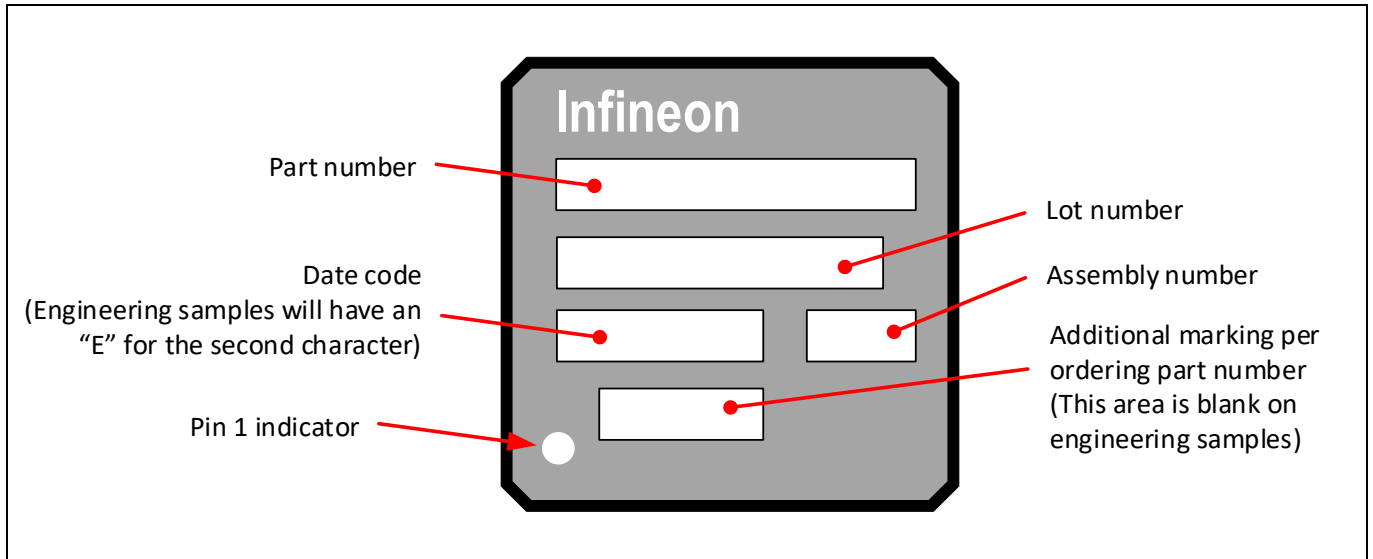 Infineon
Part number
Lot number
Date code
(Engineering samples will have an
“E” for the second character)
Assembly number
Additional marking per
ordering part number
(This area is blank on
engineering samples)
Pin 1 indicator